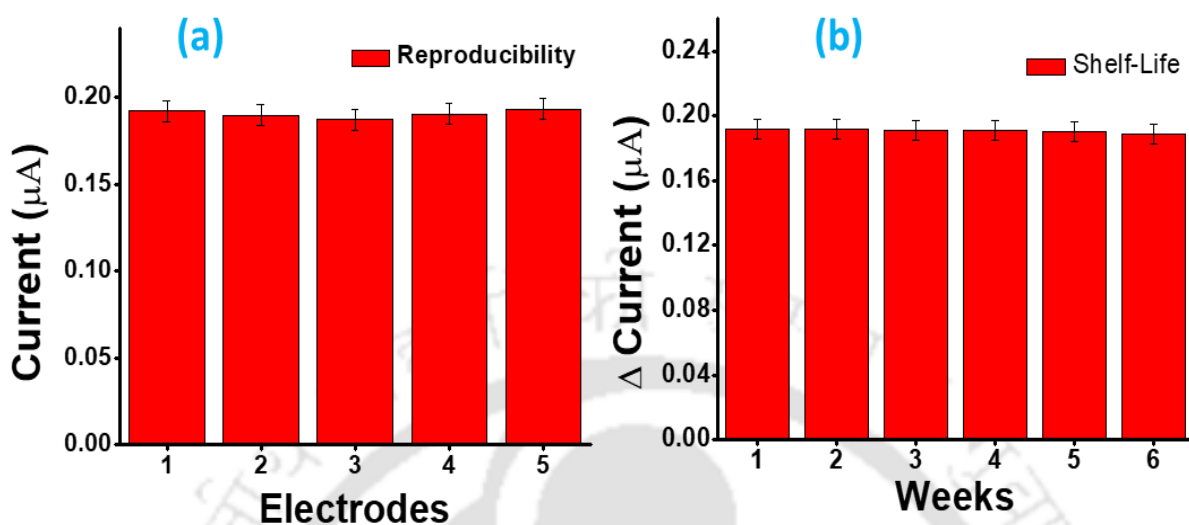 (a)
Reproducibility
0.20
0.15
0.10
0.05
0.00
Current (μA)
1 2 3 4 5
Electrodes
(b)
Shelf-Life
0.24
0.20
0.16
0.12
0.08
0.04
0.00
Δ Current (μA)
1 2 3 4 5 6
Weeks